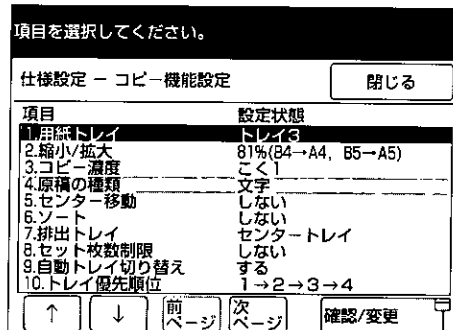 項目を選択してください。
仕様設定 － コピー機能設定 閉じる
項目 設定状態
1.用紙トレイ トレイ3
2.縮小/拡大 81%(B4→A4, B5→A5)
3.コピー濃度 こく1
4.原稿の種類 文字
5.センター移動 しない
6.ソート しない
7.排出トレイ センタートレイ
8.セット枚数制限 しない
9.自動トレイ切り替え する
10.トレイ優先順位 1→2→3→4
↑ ↓ 前ページ 次ページ 確認/変更